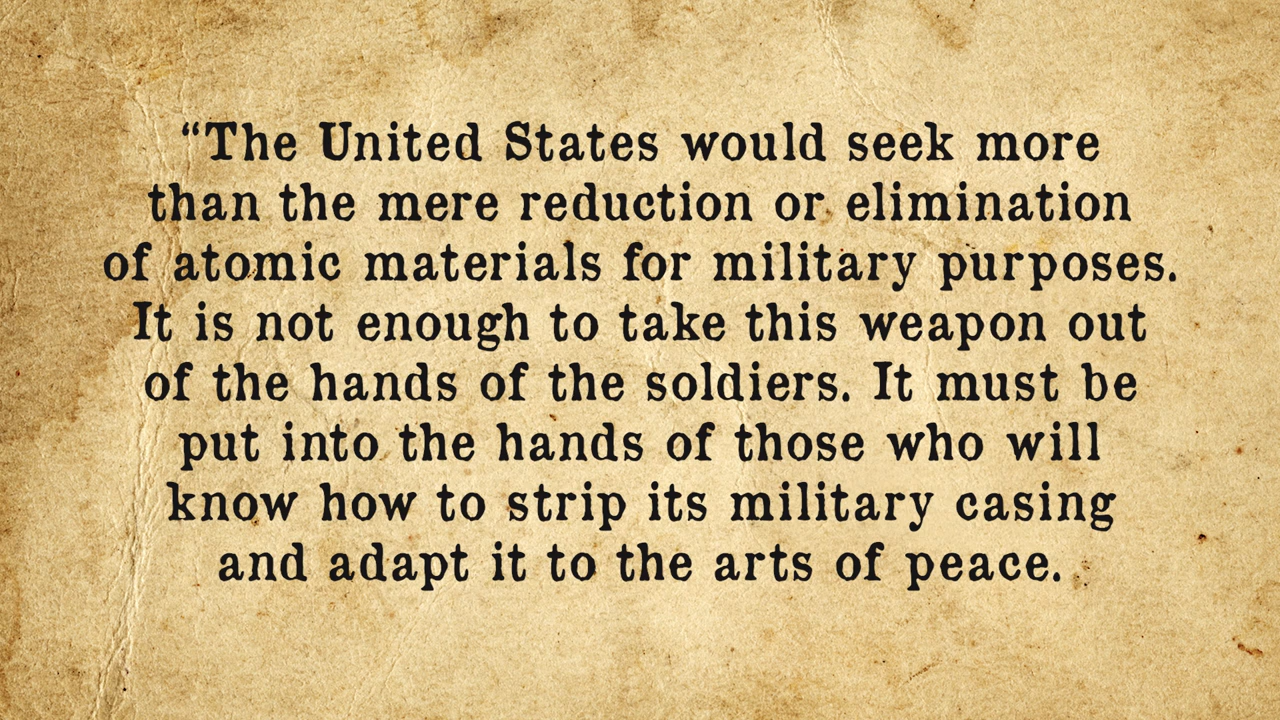 “The United States would seek more
than the mere reduction or elimination
of atomic materials for military purposes.
It is not enough to take this weapon out
of the hands of the soldiers. It must be
put into the hands of those who will
know how to strip its military casing
and adapt it to the arts of peace.